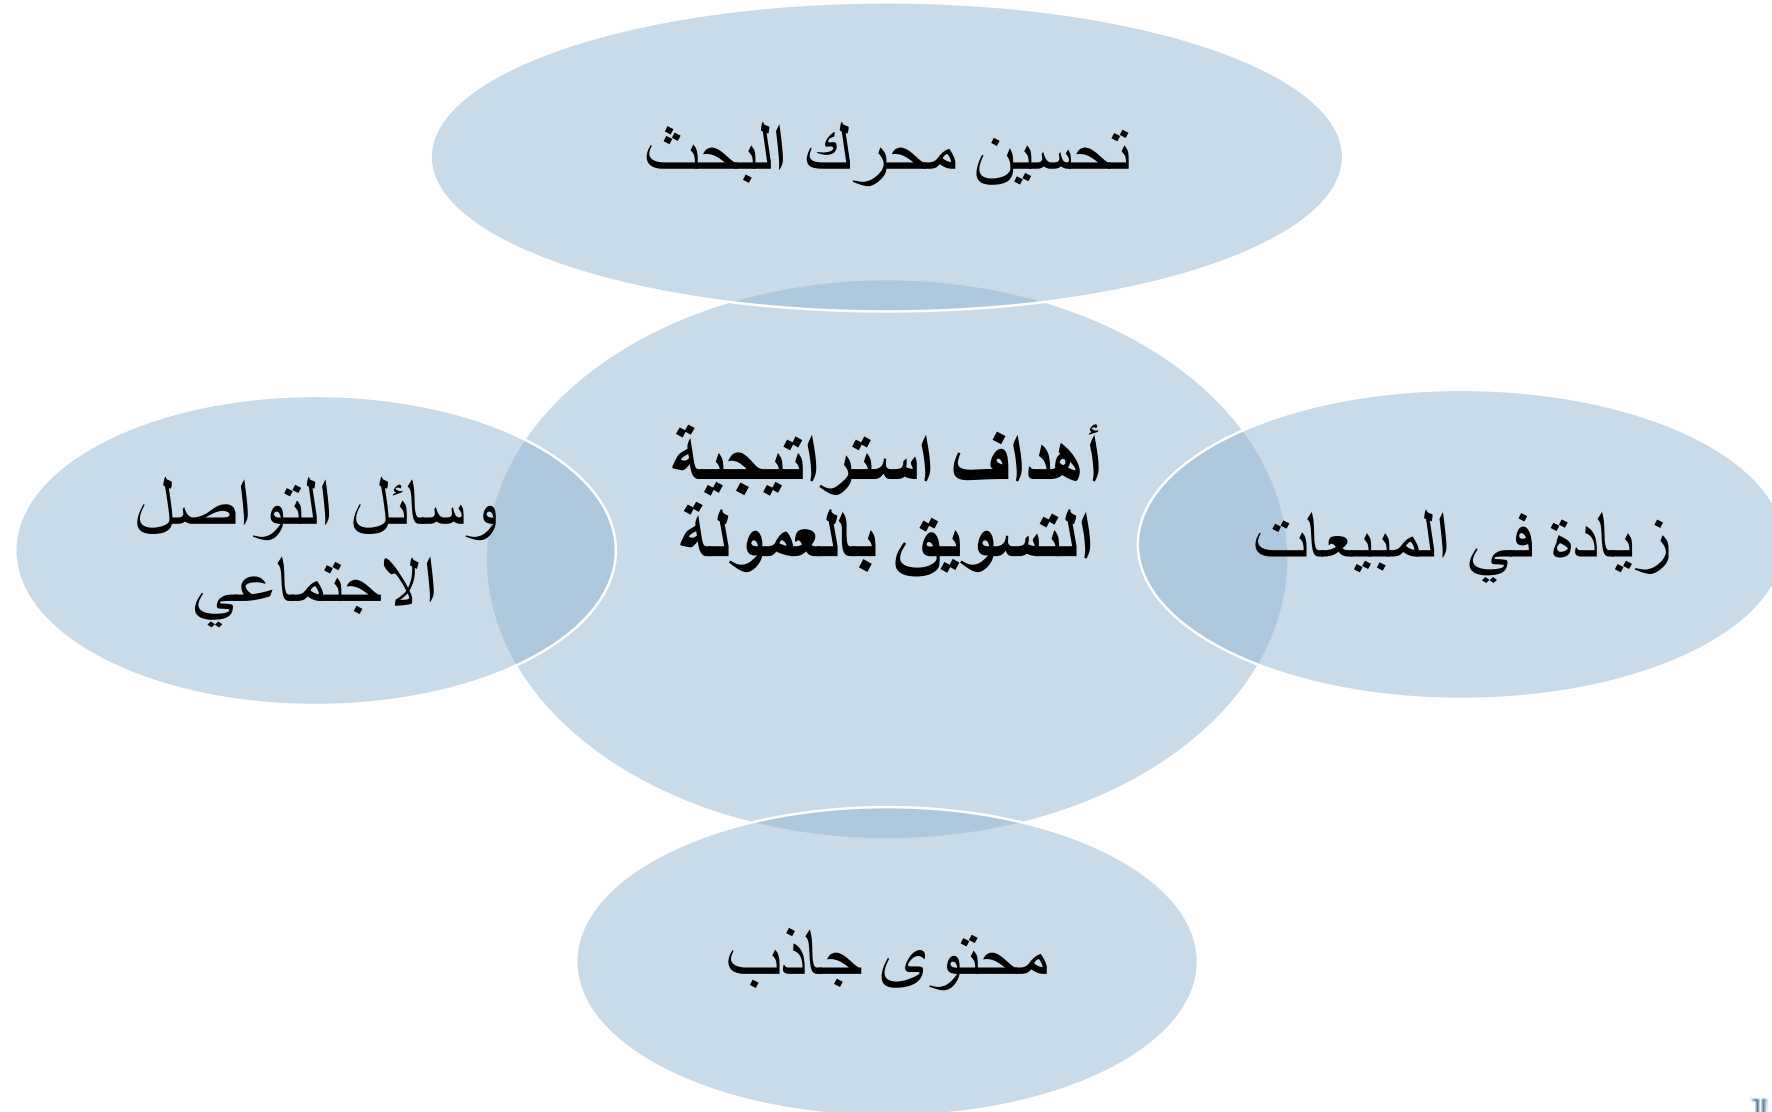 تحسين محرك البحث
أهداف استراتيجية
التسويق بالعمولة
زيادة في المبيعات
وسائل التواصل
الاجتماعي
محتوى جاذب